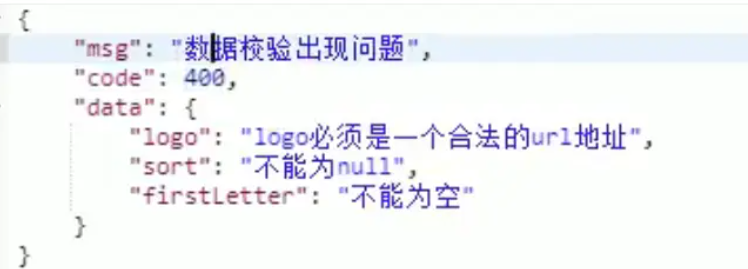 {
"msg": "数据校验出现问题",
"code": 400,
"data": {
"logo": "logo必须是一个合法的url地址",
"sort": "不能为null",
"firstLetter": "不能为空"
}
}